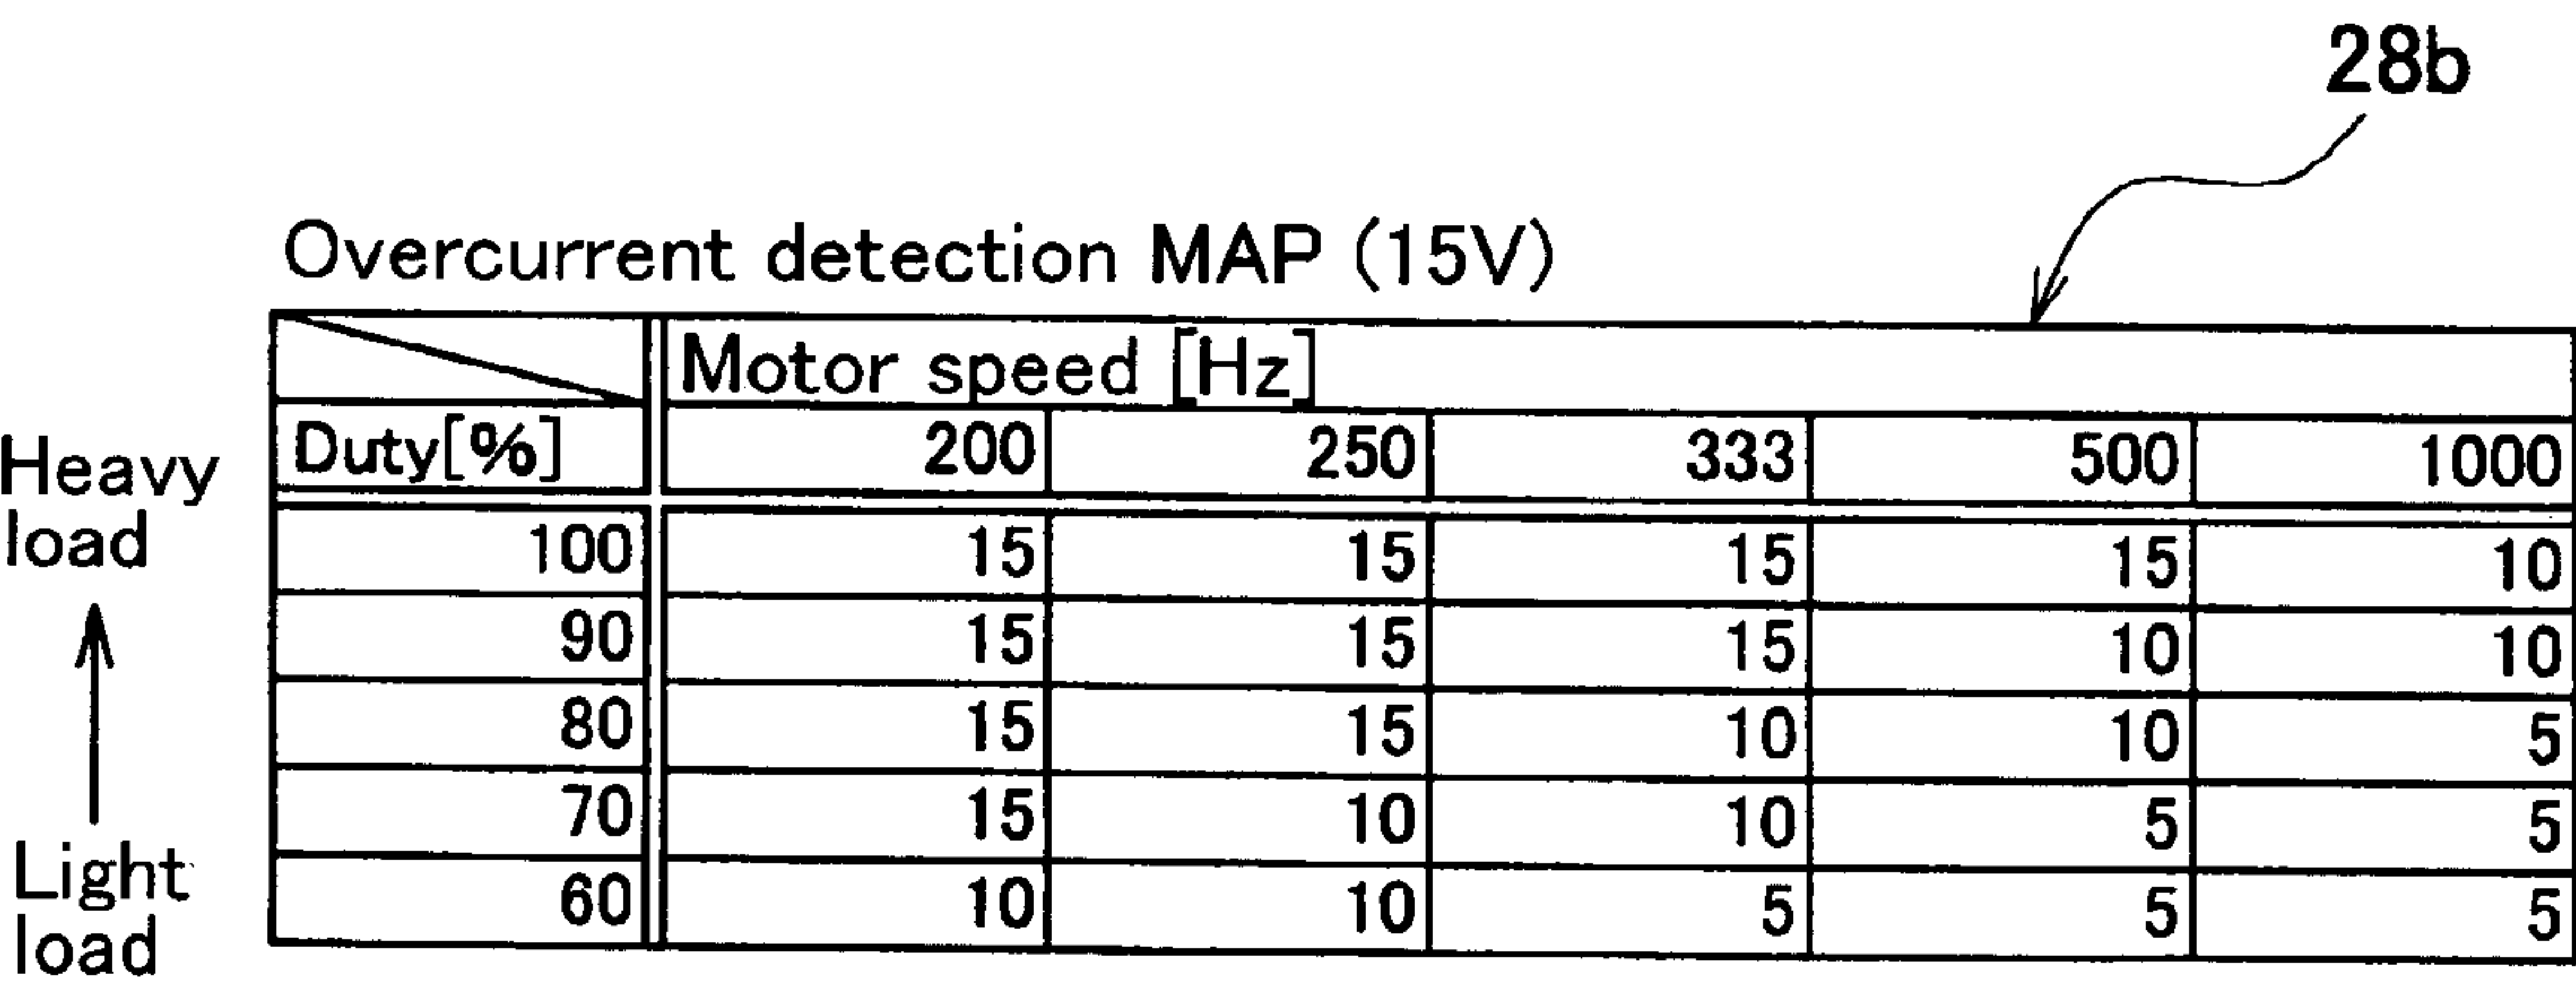 28b
Overcurrent detection MAP (15V)
Motor speed [Hz]
Duty[%] 200 250 333 500 1000
Heavy
load
100 15 15 15 15 10
90 15 15 15 10 10
80 15 15 10 10 5
70 15 10 10 5 5
60 10 10 5 5 5
Light
load